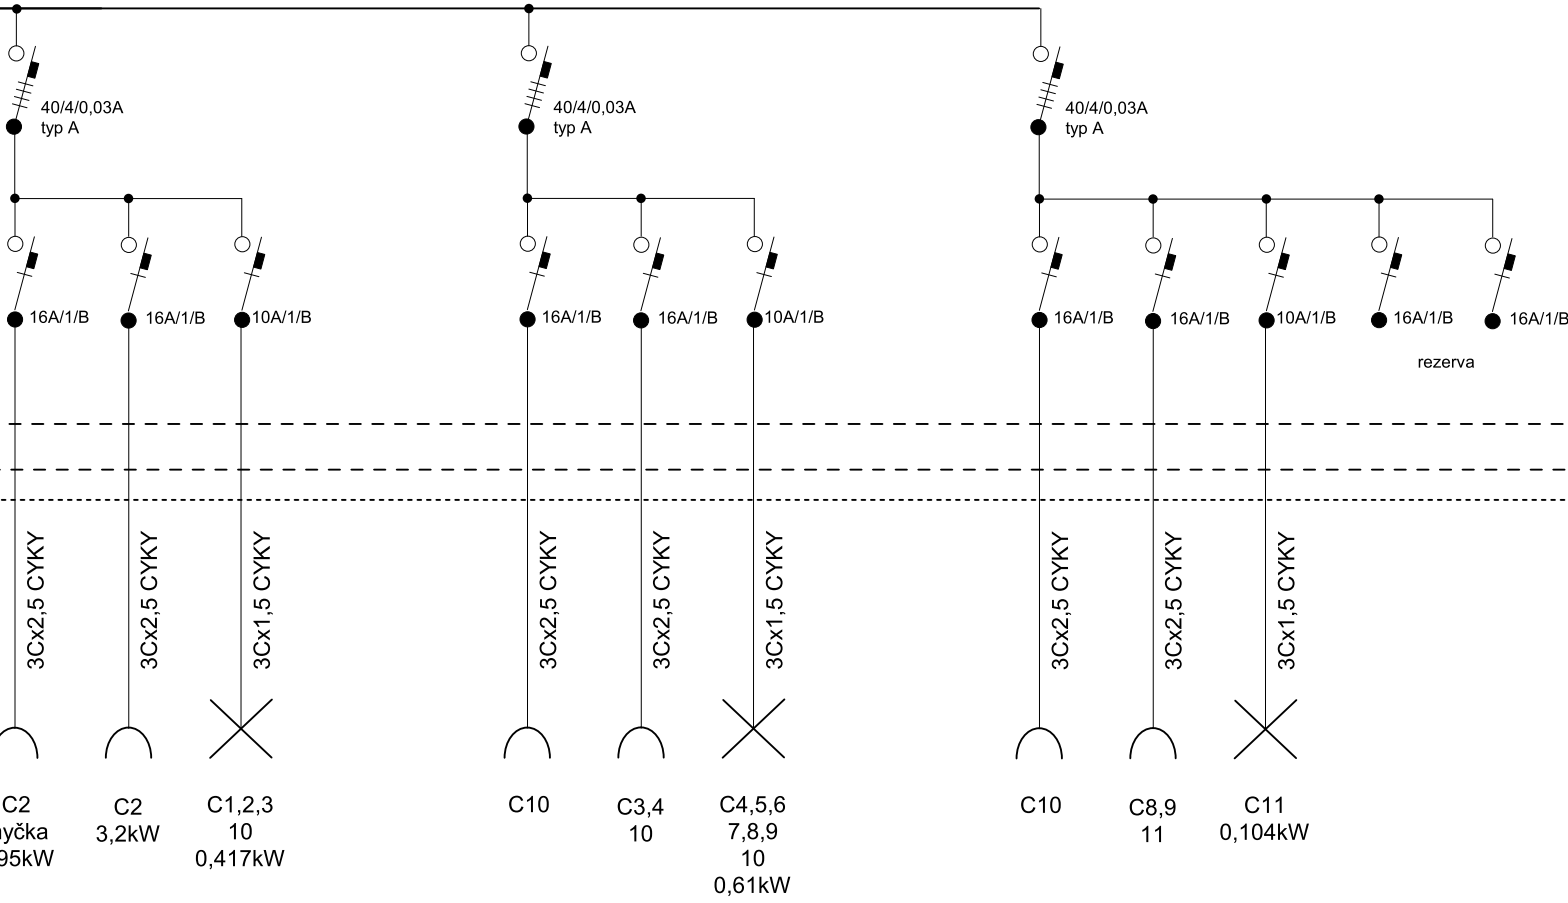 40/4/0,03A
typ A
40/4/0,03A
typ A
40/4/0,03A
typ A
16A/1/B
16A/1/B
10A/1/B
16A/1/B
16A/1/B
10A/1/B
16A/1/B
16A/1/B
10A/1/B
16A/1/B
16A/1/B
rezerva
3Cx2,5 CYKY
3Cx2,5 CYKY
3Cx1,5 CYKY
3Cx2,5 CYKY
3Cx2,5 CYKY
3Cx1,5 CYKY
3Cx2,5 CYKY
3Cx2,5 CYKY
3Cx1,5 CYKY
C2
95kW
C2
3,2kW
C1,2,3
10
0,417kW
C10
C3,4
10
C4,5,6
7,8,9
10
0,61kW
C10
C8,9
11
C11
0,104kW